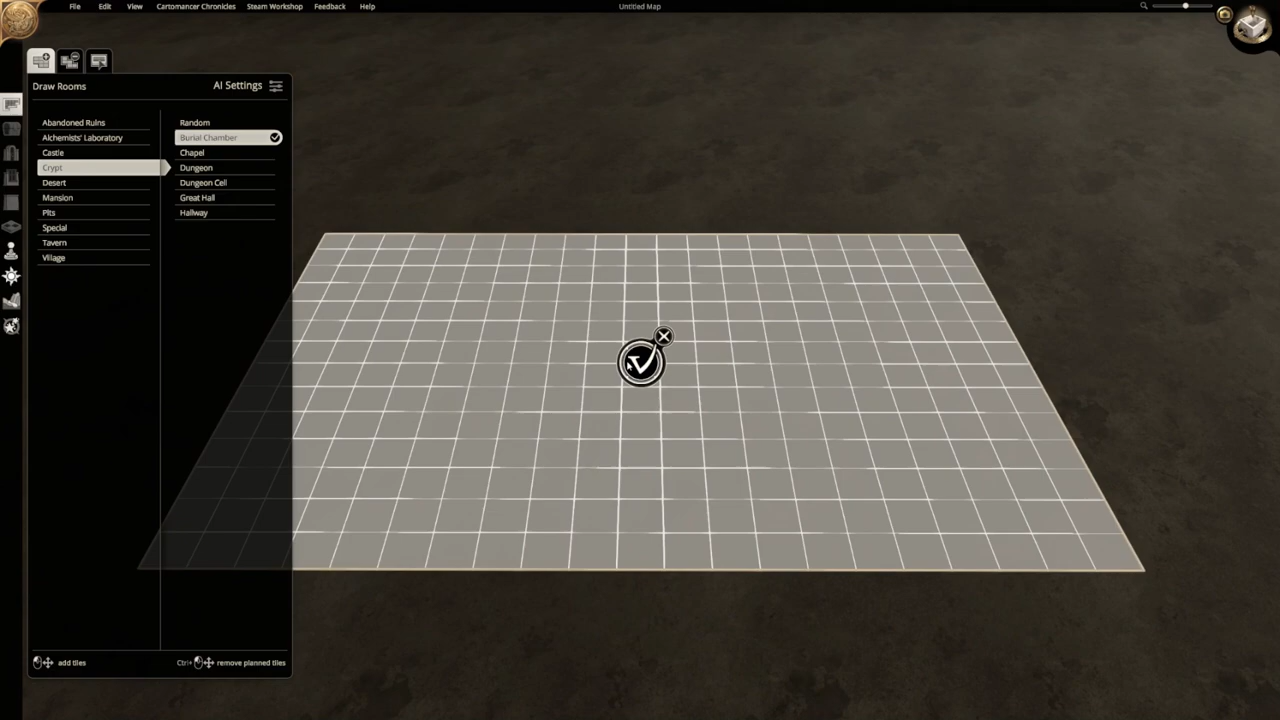 File Edit View Cartomancer Chronicles Steam Workshop Feedback Help Untitled Map
Draw Rooms AI Settings
Abandoned Ruins Random
Alchemists' Laboratory Burial Chamber
Castle Chapel
Crypt Dungeon
Desert Dungeon Cell
Mansion Great Hall
Pits Hallway
Special
Tavern
Village
add tiles Ctrl+ remove planned tiles